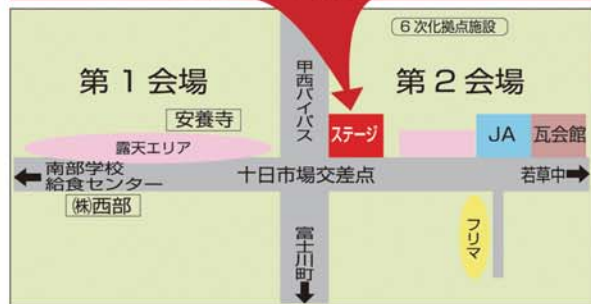 6次化拠点施設
第1会場
甲西バイパス
第2会場
安養寺
ステージ
JA
瓦会館
露天エリア
南部学校
給食センター
十日市場交差点
若草中
㈱西部
フリマ
富士川町